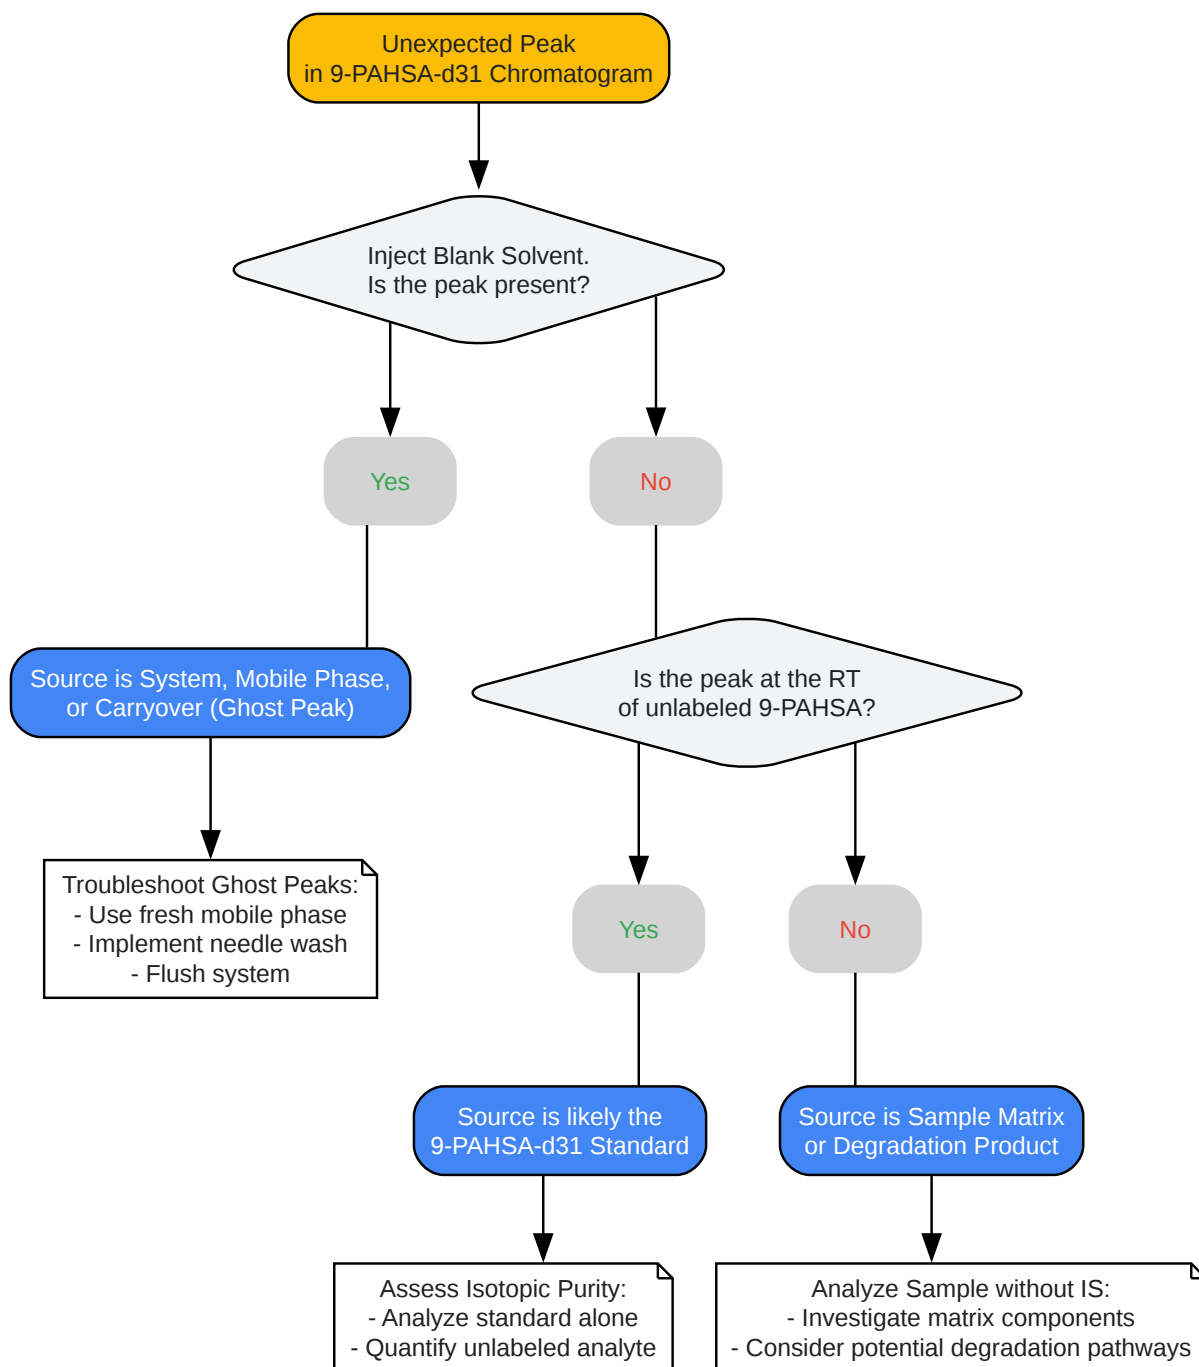 Unexpected Peak
in 9-PAHSA-d31 Chromatogram
Inject Blank Solvent.
Is the peak present?
Yes
No
Source is System, Mobile Phase,
or Carryover (Ghost Peak)
Is the peak at the RT
of unlabeled 9-PAHSA?
Troubleshoot Ghost Peaks:
- Use fresh mobile phase
- Implement needle wash
- Flush system
Yes
No
Source is likely the
9-PAHSA-d31 Standard
Source is Sample Matrix
or Degradation Product
Assess Isotopic Purity:
- Analyze standard alone
- Quantify unlabeled analyte
Analyze Sample without IS:
- Investigate matrix components
- Consider potential degradation pathways